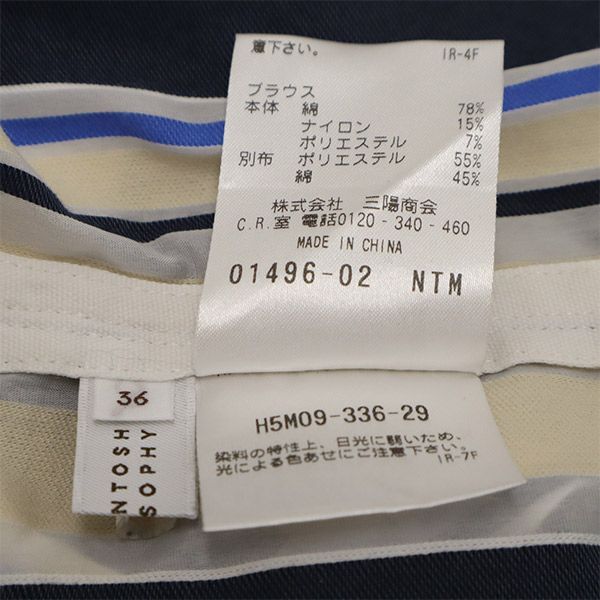 意下さい。 IR-4F
ブラウス
本体 綿 78%
ナイロン 15%
ポリエステル 7%
別布 ポリエステル 55%
綿 45%
株式会社 三陽商会
C.R.室 電話0120-340-460
MADE IN CHINA
01496-02 NTM
36
NTOSH
SOPHY
H5M09-336-29
染料の特性上、日光に弱いため、
光による色あせにご注意下さい。
IR-7F